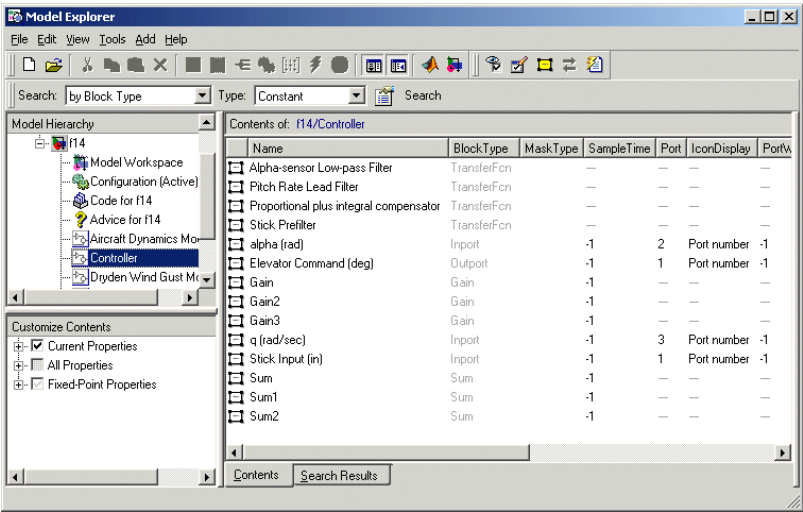 Model Explorer
File Edit View Tools Add Help
Search: by Block Type Type: Constant Search
Model Hierarchy
f14
Model Workspace
Configuration (Active)
Code for f14
Advice for f14
Aircraft Dynamics Mo
Controller
Dryden Wind Gust M
Customize Contents
Current Properties
All Properties
Fixed-Point Properties
Contents of: f14/Controller
Name BlockType MaskType SampleTime Port IconDisplay PortW
Alpha-sensor Low-pass Filter TransferFcn — — —
Pitch Rate Lead Filter TransferFcn — — —
Proportional plus integral compensator TransferFcn — — —
Stick Prefilter TransferFcn — — —
alpha (rad) Inport -1 2 Port number -1
Elevator Command (deg) Outport -1 1 Port number -1
Gain Gain -1 — — —
Gain2 Gain -1 — — —
Gain3 Gain -1 — — —
q (rad/sec) Inport -1 3 Port number -1
Stick Input (in) Inport -1 1 Port number -1
Sum Sum -1 — — —
Sum1 Sum -1 — — —
Sum2 Sum -1 — — —
Contents Search Results